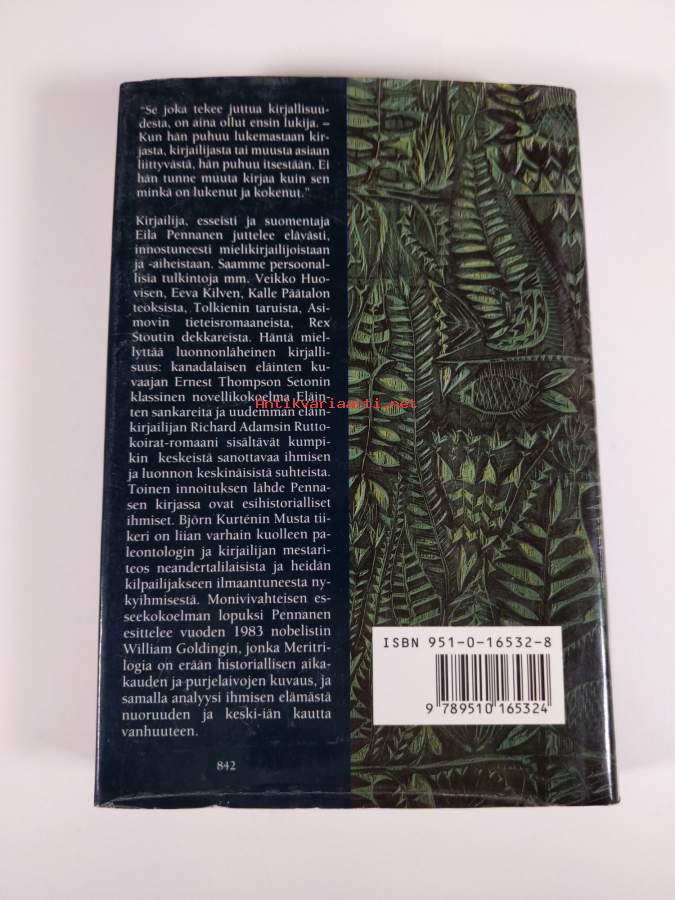 "Se joka tekee juttua kirjallisuu-
desta, on aina ollut ensin lukija. –
Kun hän puhuu lukemastaan kir-
jasta, kirjailijasta tai muusta asiaan
liittyvästä, hän puhuu itsestään. Ei
hän tunne muuta kirjaa kuin sen
minkä on lukenut ja kokenut."
Kirjailija, esseisti ja suomentaja
Eila Pennanen juttelee elävästi,
innostuneesti mielikirjailijoistaan
ja -aiheistaan. Saamme persoonal-
lisia tulkintoja mm. Veikko Huo-
visen, Eeva Kilven, Kalle Päätalon
teoksista, Tolkienin taruista, Asi-
movin tieteisromaaneista, Rex
Stoutin dekkareista. Häntä miel-
lyttää luonnonläheinen kirjalli-
suus: kanadalaisen eläinten ku-
vaajan Ernest Thompson Setonin
klassinen novellikokoelma Eläin-
ten sankareita ja uudemman eläin-
kirjailijan Richard Adamsin Rutto-
koirat-romaani sisältävät kumpi-
kin keskeistä sanottavaa ihmisen
ja luonnon keskinäisistä suhteista.
Toinen innoituksen lähde Penna-
sen kirjassa ovat esihistorialliset
ihmiset. Björn Kurténin Musta tii-
keri on liian varhain kuolleen pa-
leontologin ja kirjailijan mestari-
teos neandertalilaisista ja heidän
kilpailijakseen ilmaantuneesta ny-
kyihmisestä. Monivivahteisen es-
seekokoelman lopuksi Pennanen
esittelee vuoden 1983 nobelistin
William Goldingin, jonka Meritri-
logia on erään historiallisen aika-
kauden ja purjelaivojen kuvaus, ja
samalla analyysi ihmisen elämästä
nuoruuden ja keski-iän kautta
vanhuuteen.
842
Antikvariaatti.net
ISBN 951-0-16532-8
9 789510 165324